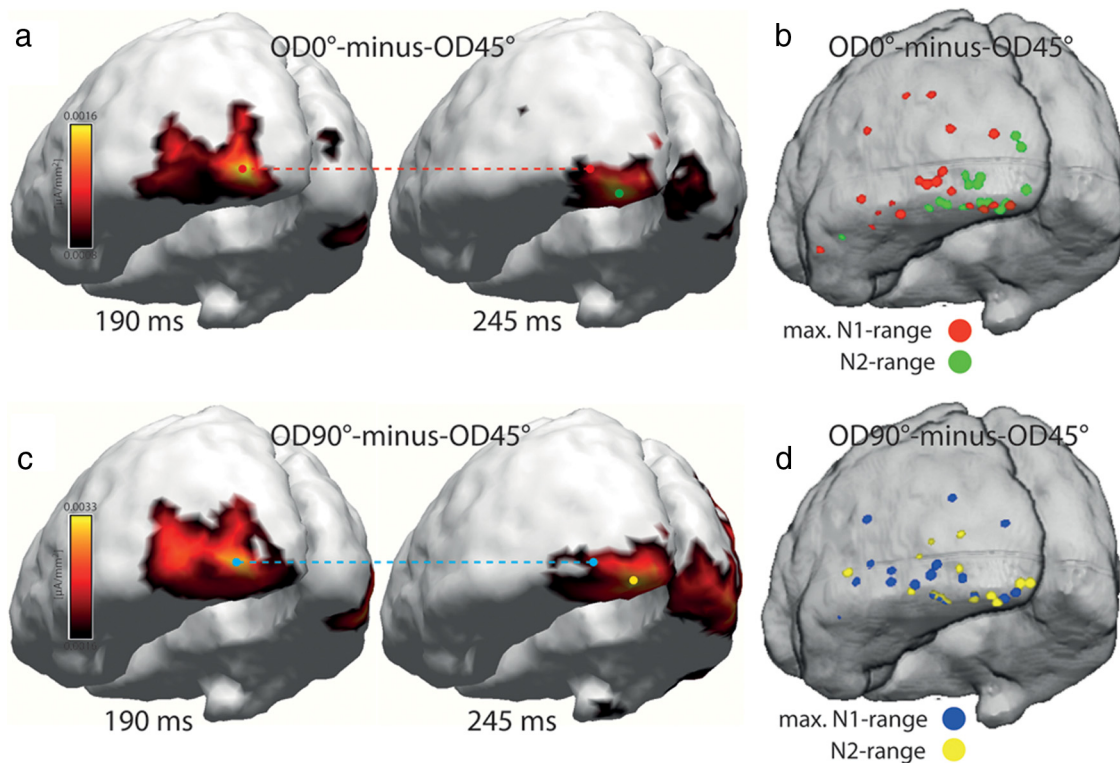 a
OD0°-minus-OD45°
0.0016
[µA/mm²]
0.0008
190 ms
245 ms
b
OD0°-minus-OD45°
max. N1-range
N2-range
c
OD90°-minus-OD45°
0.0033
[µA/mm²]
190 ms
245 ms
d
OD90°-minus-OD45°
max. N1-range
N2-range